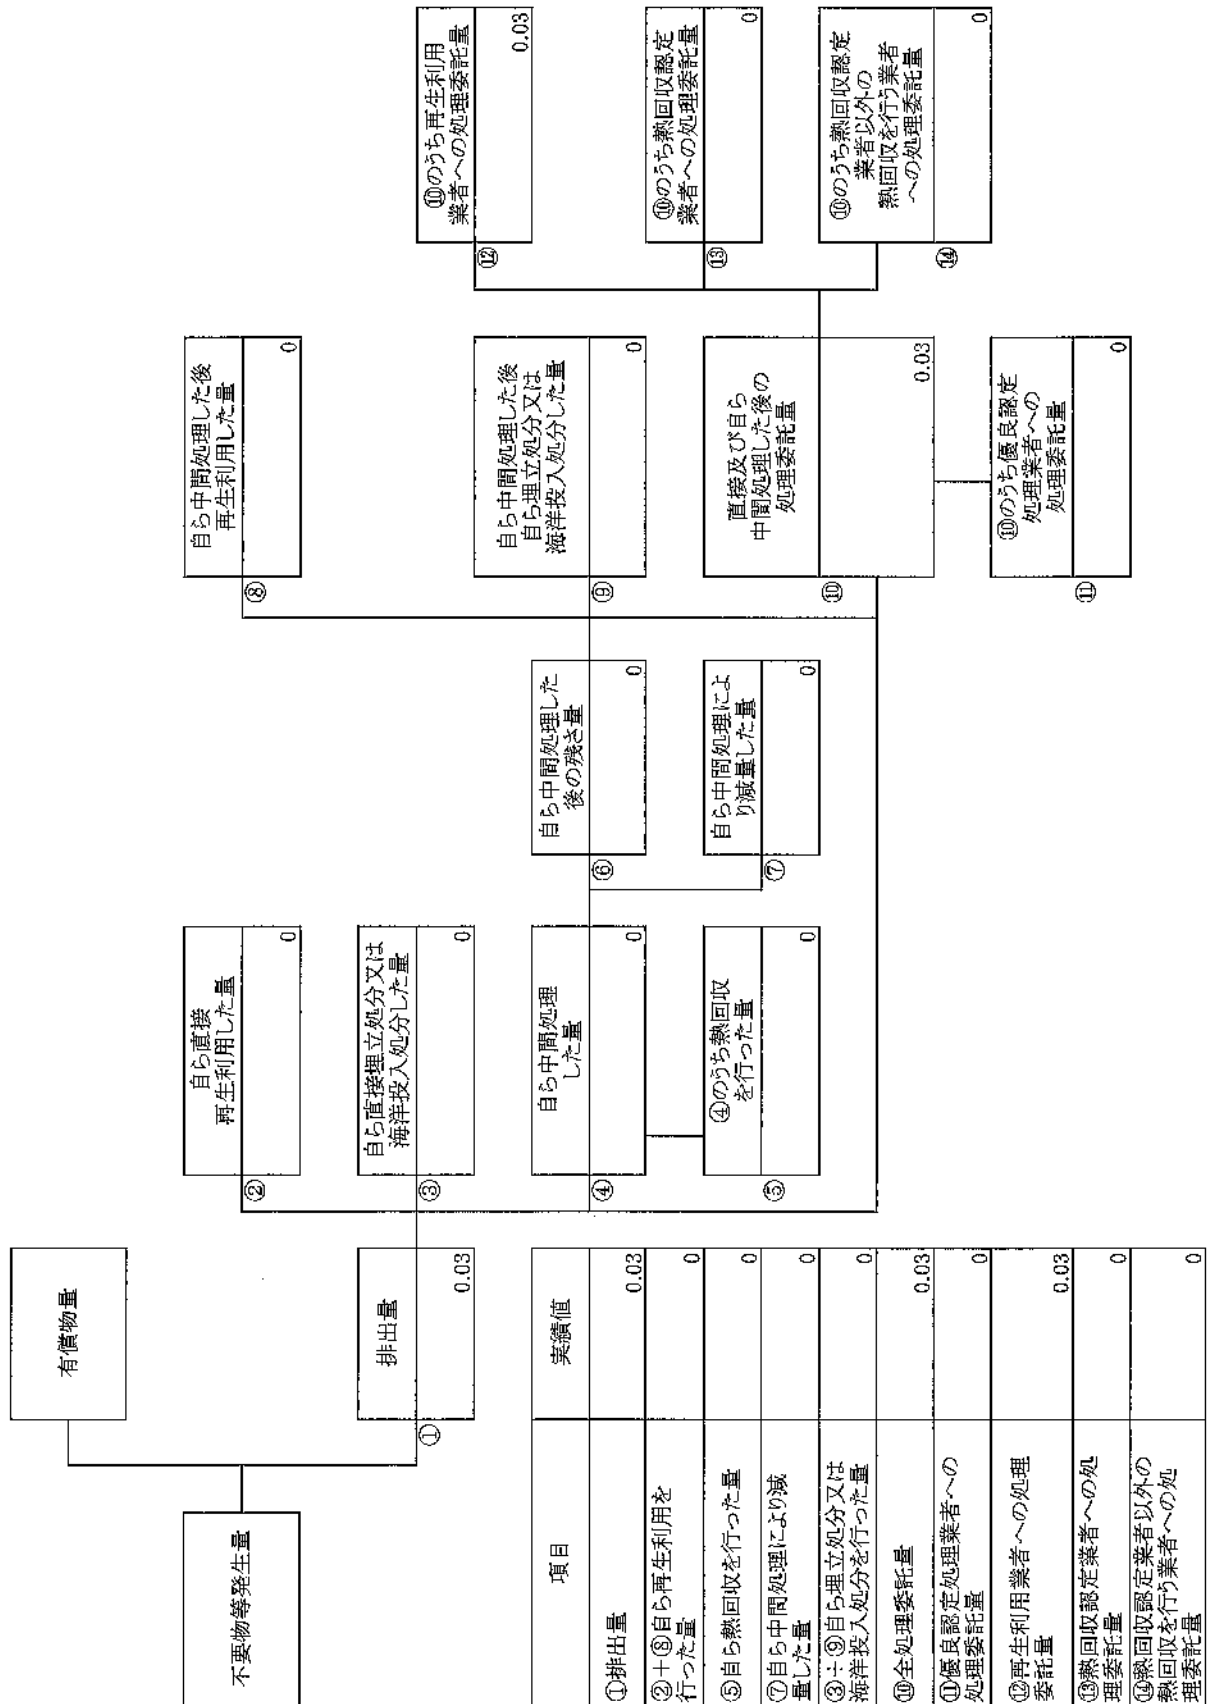 不要物等発生量
有償物量
①
排出量
0.03
②
自ら直接
再生利用した量
0
③
自ら直接埋立処分又は
海洋投入処分した量
0
④
自ら中間処理
した量
0
⑤
④のうち熱回収
を行った量
0
⑥
自ら中間処理した
後の残さ量
0
⑦
自ら中間処理によ
り減量した量
0
⑧
自ら中間処理した後
再生利用した量
0
⑨
自ら中間処理した後
自ら埋立処分又は
海洋投入処分した量
0
⑩
直接及び自ら
中間処理した後の
処理委託量
0.03
⑪
⑩のうち優良認定
処理業者への
処理委託量
0
⑫
⑩のうち再生利用
業者への処理委託量
0.03
⑬
⑩のうち熱回収認定
業者への処理委託量
0
⑭
⑩のうち熱回収認定
業者以外の
熱回収を行う業者
への処理委託量
0
項目 実績値
①排出量 0.03
②+⑧自ら再生利用を
行った量 0
⑤自ら熱回収を行った量 0
⑦自ら中間処理により減
量した量 0
③+⑨自ら埋立処分又は
海洋投入処分を行った量 0
⑩全処理委託量 0.03
⑪優良認定処理業者への
処理委託量 0
⑫再生利用業者への処理
委託量 0.03
⑬熱回収認定業者への処
理委託量 0
⑭熱回収認定業者以外の
熱回収を行う業者への処
理委託量 0